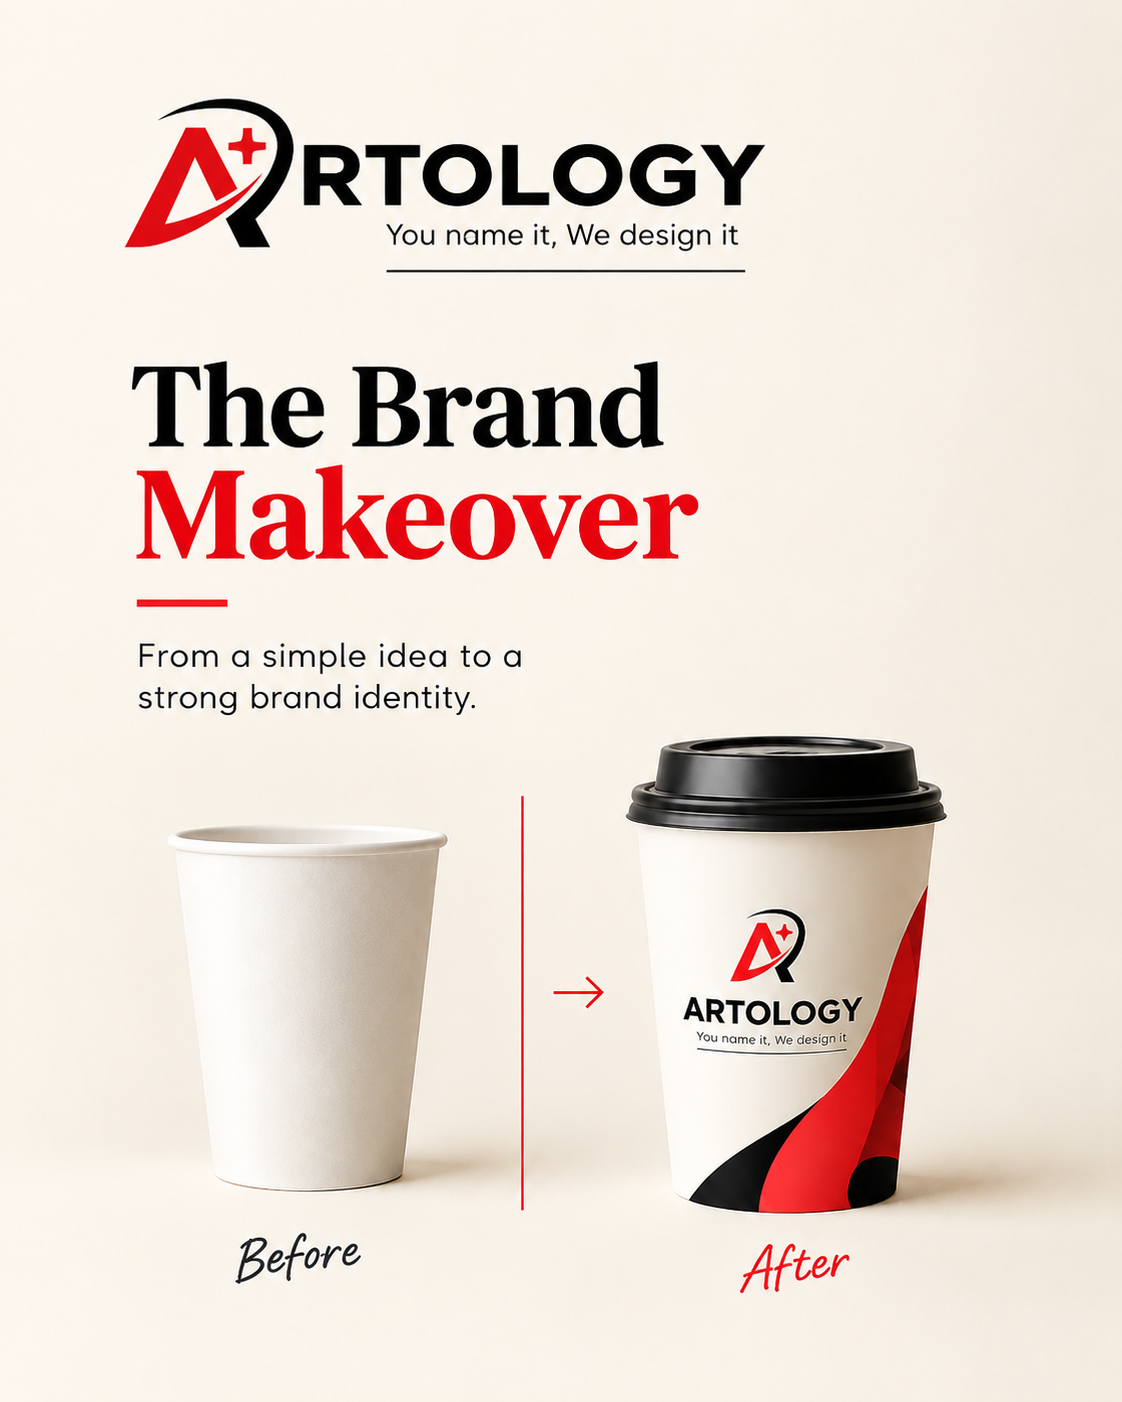 ARTOLOGY
You name it, We design it
The Brand
Makeover
From a simple idea to a
strong brand identity.
ARTOLOGY
You name it, We design it
Before
After